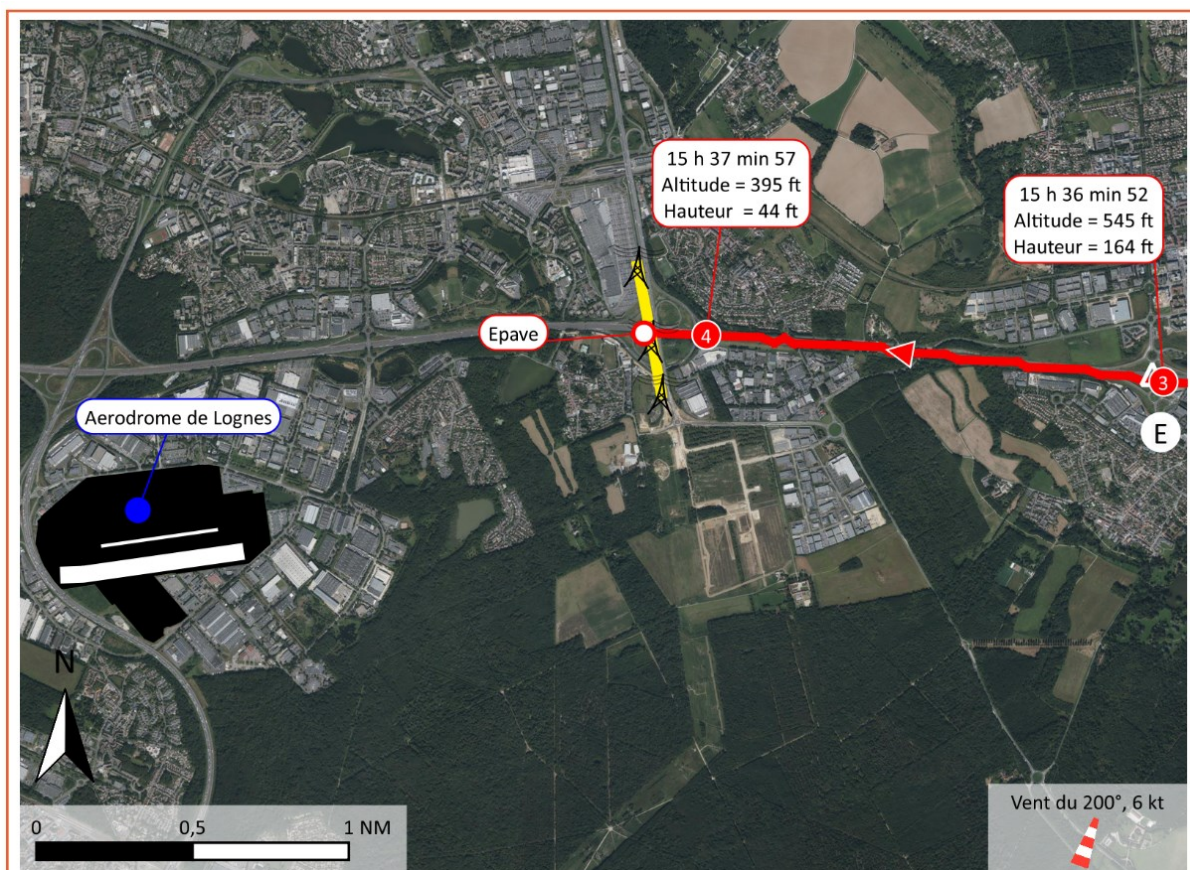 15 h 37 min 57
Altitude = 395 ft
Hauteur = 44 ft
15 h 36 min 52
Altitude = 545 ft
Hauteur = 164 ft
Epave
4
3
E
Aerodrome de Lognes
N
0
0,5
1 NM
Vent du 200°, 6 kt